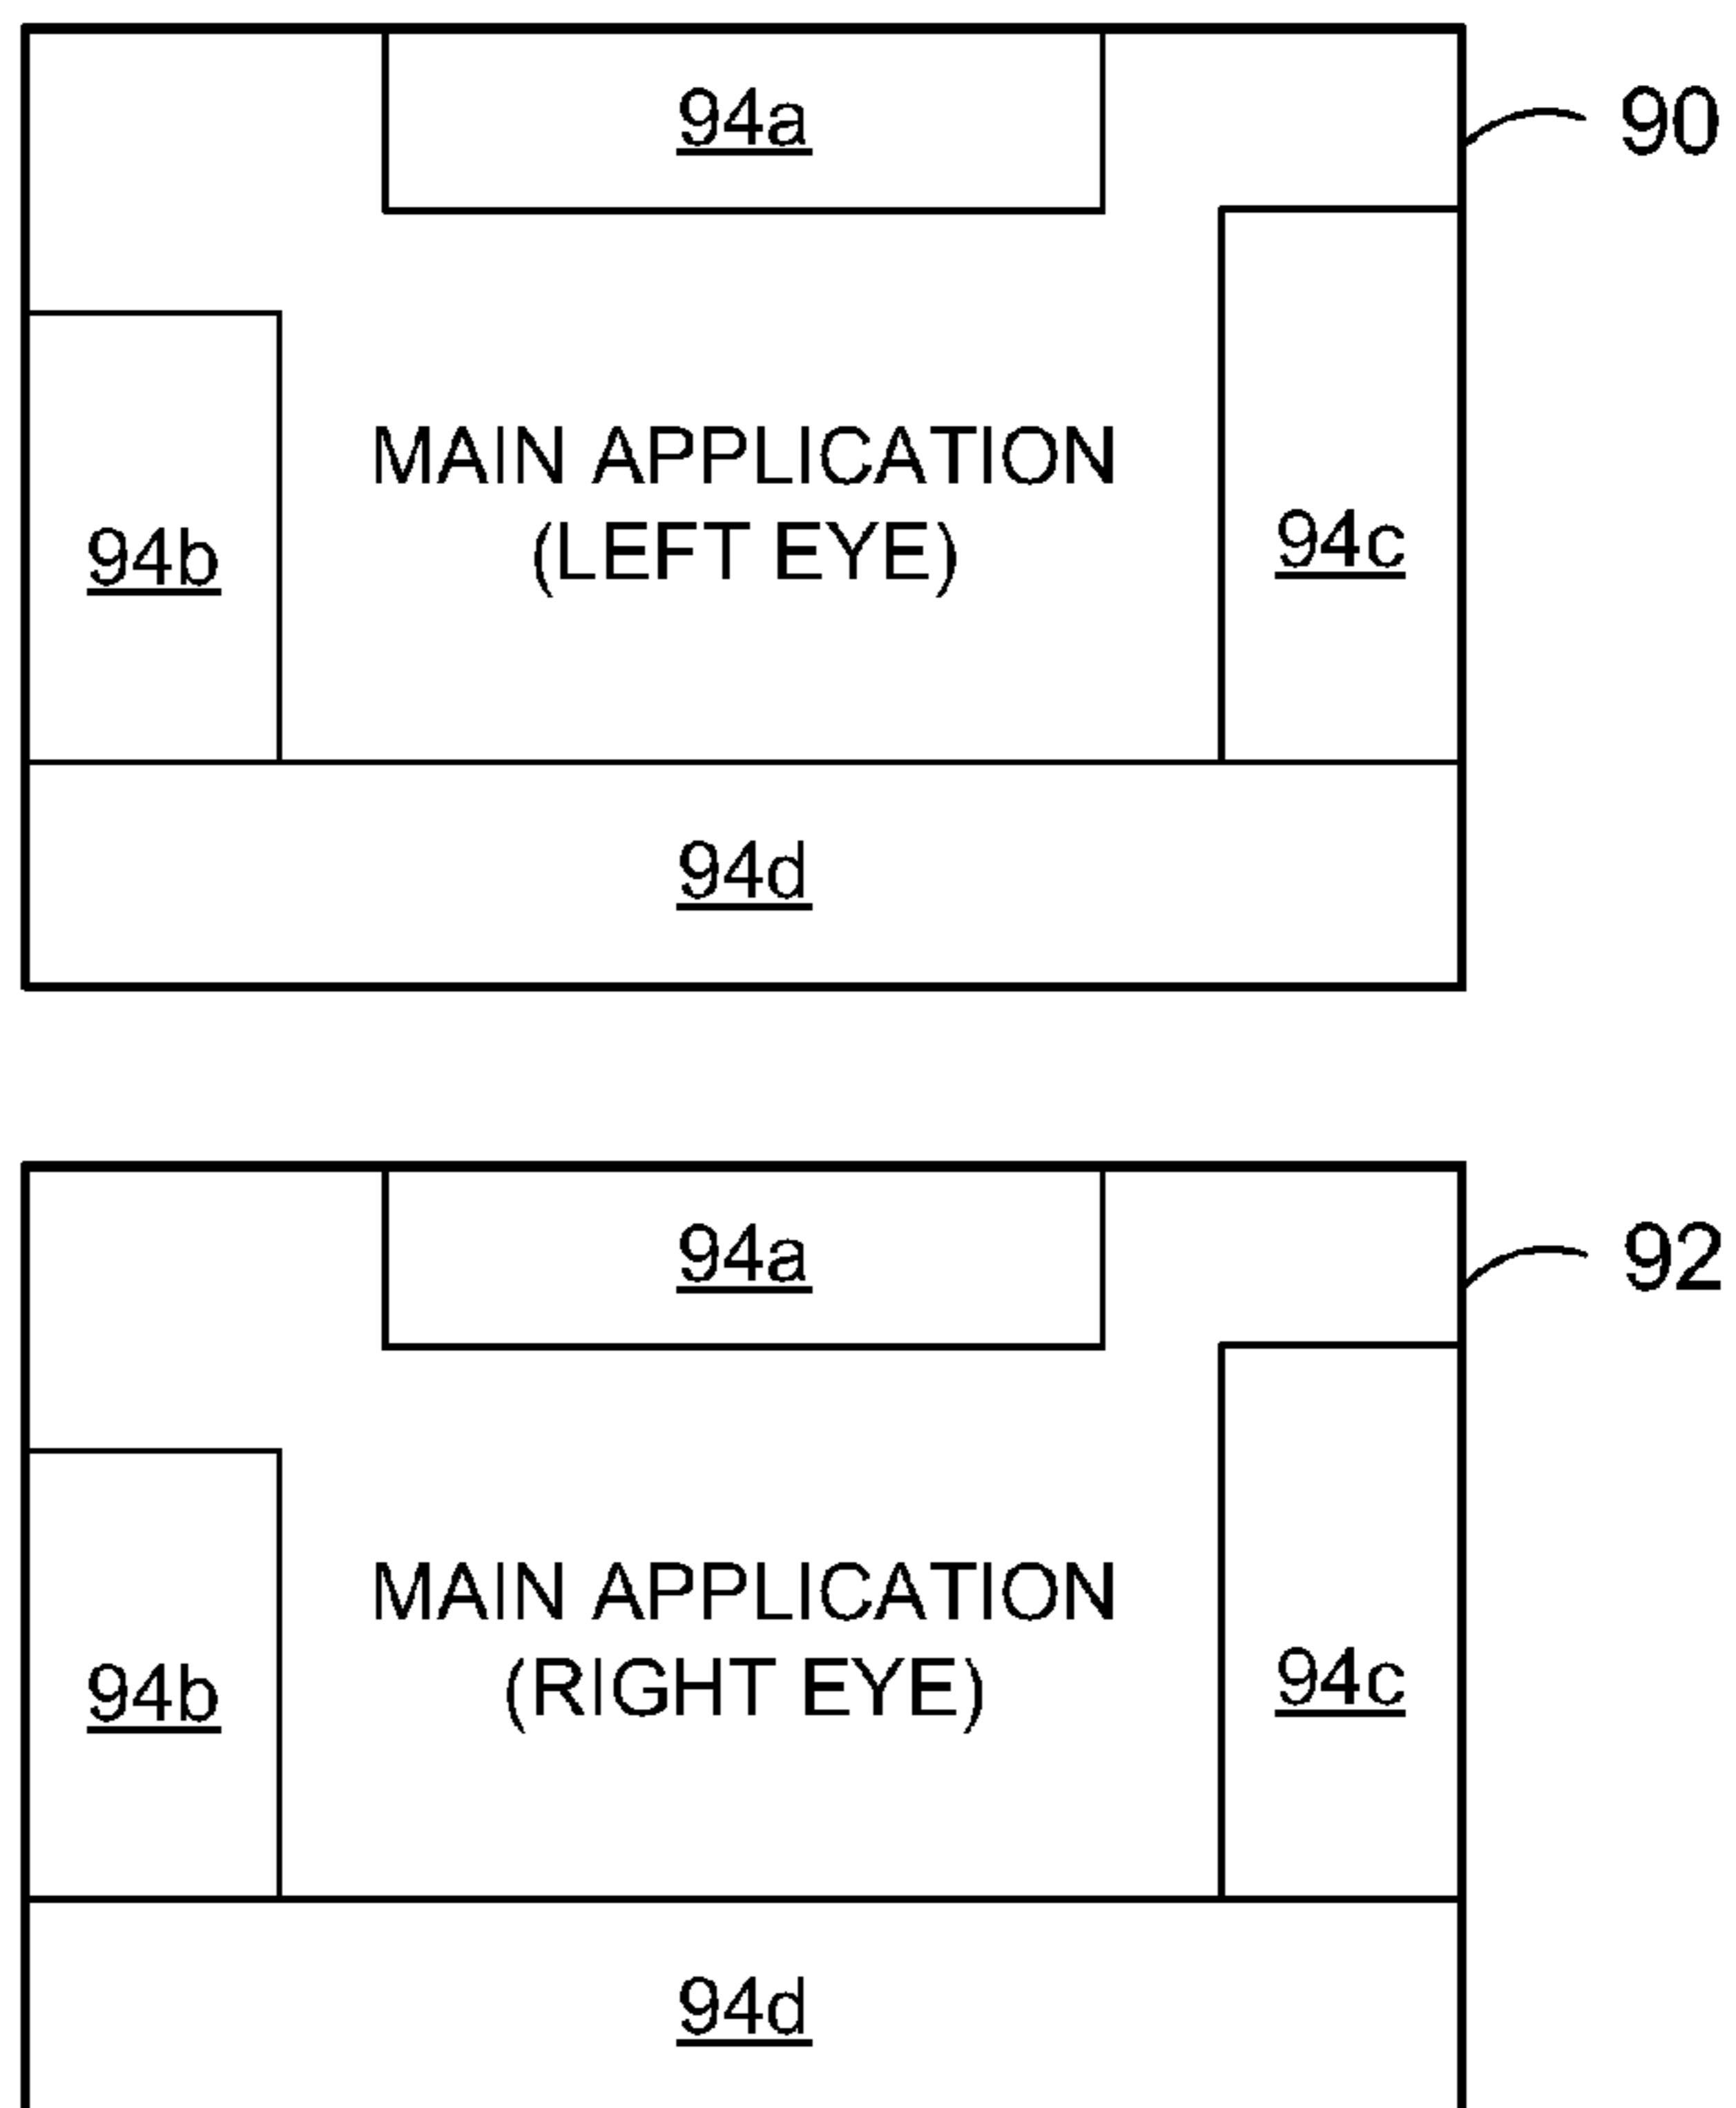 94a
90
MAIN APPLICATION
(LEFT EYE)
94b
94c
94d
94a
92
MAIN APPLICATION
(RIGHT EYE)
94b
94c
94d